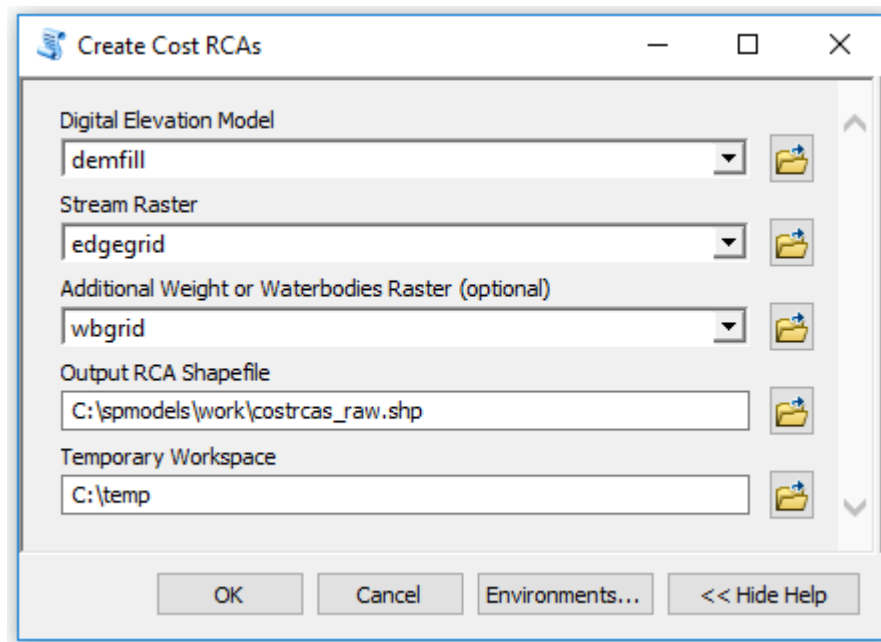 Create Cost RCAs
Digital Elevation Model
demfill
Stream Raster
edgegrid
Additional Weight or Waterbodies Raster (optional)
wbgrid
Output RCA Shapefile
C:\spmodels\work\costrcas_raw.shp
Temporary Workspace
C:\temp
OK Cancel Environments... << Hide Help